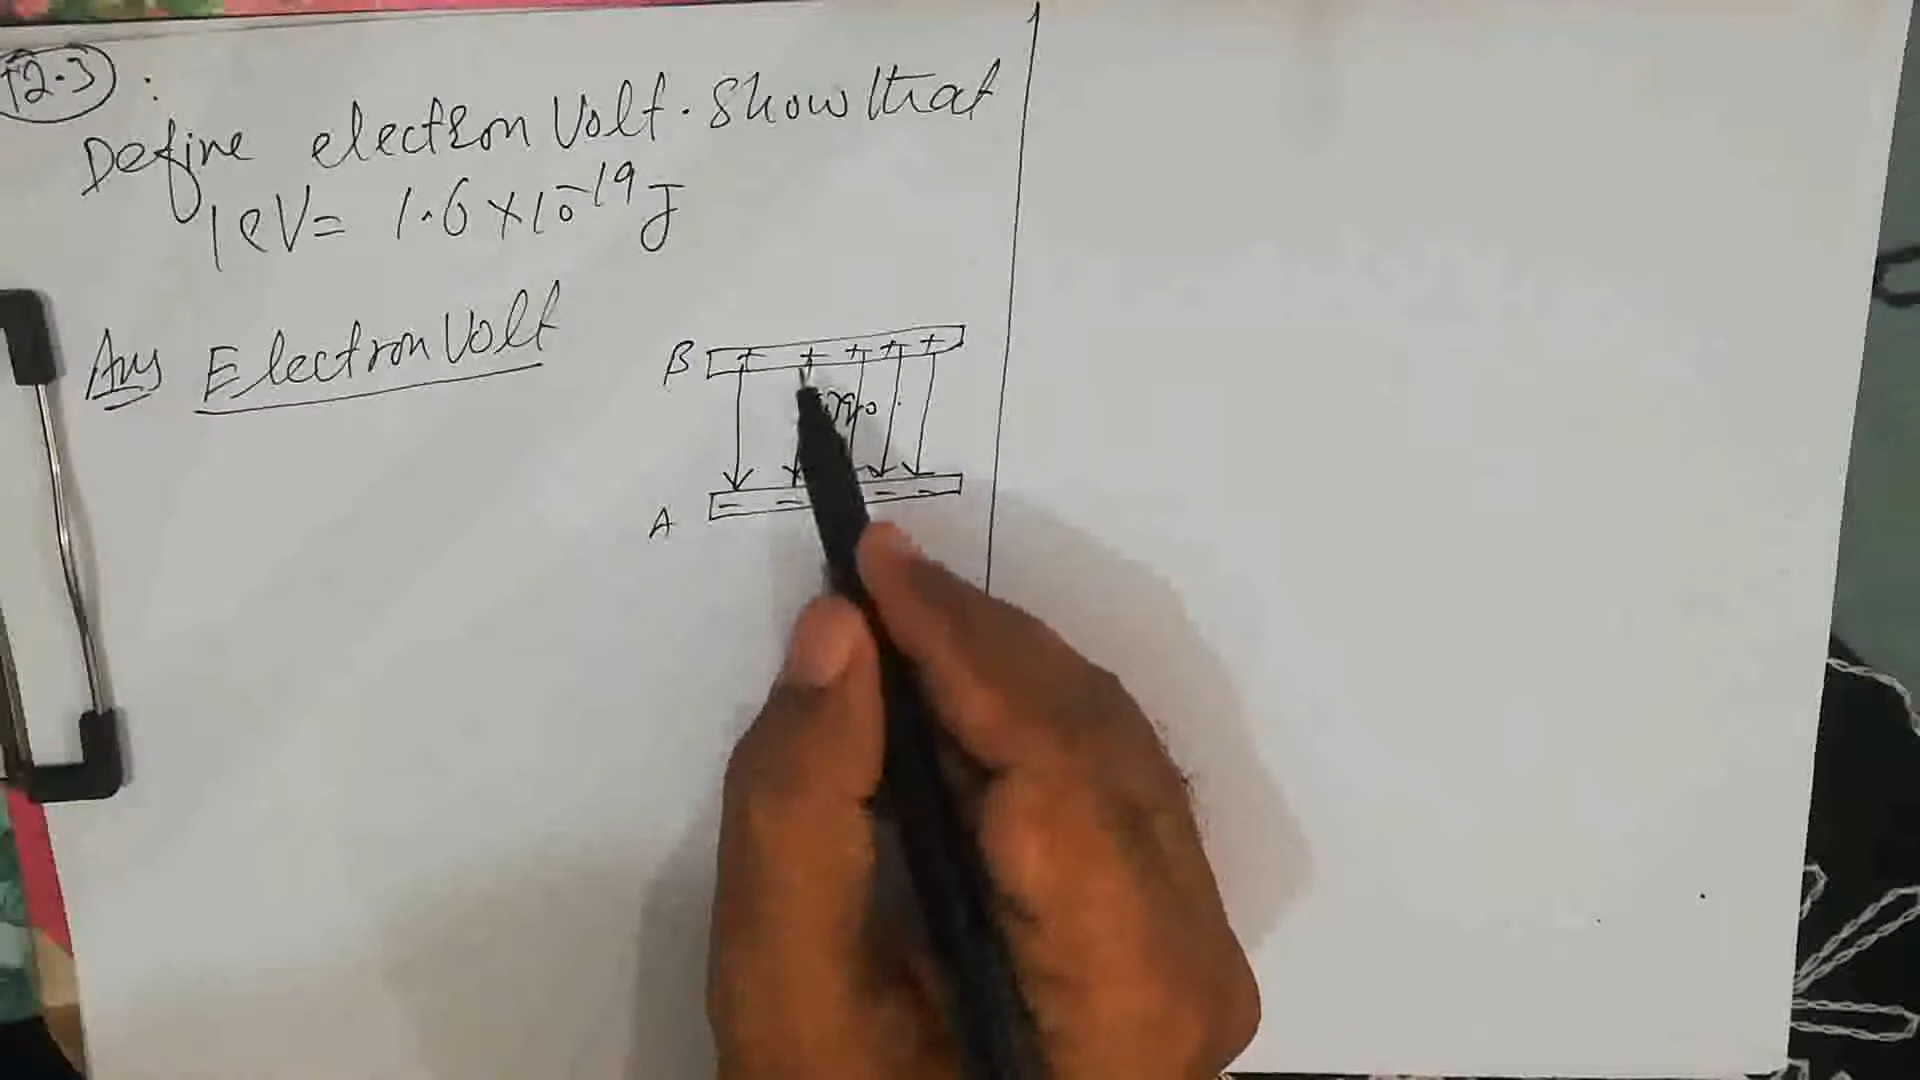 12.3 :
Define electron Volt. Show that
1eV = 1.6 x 10-19 J
Ans Electron Volt
B + + + + +
A - - - -